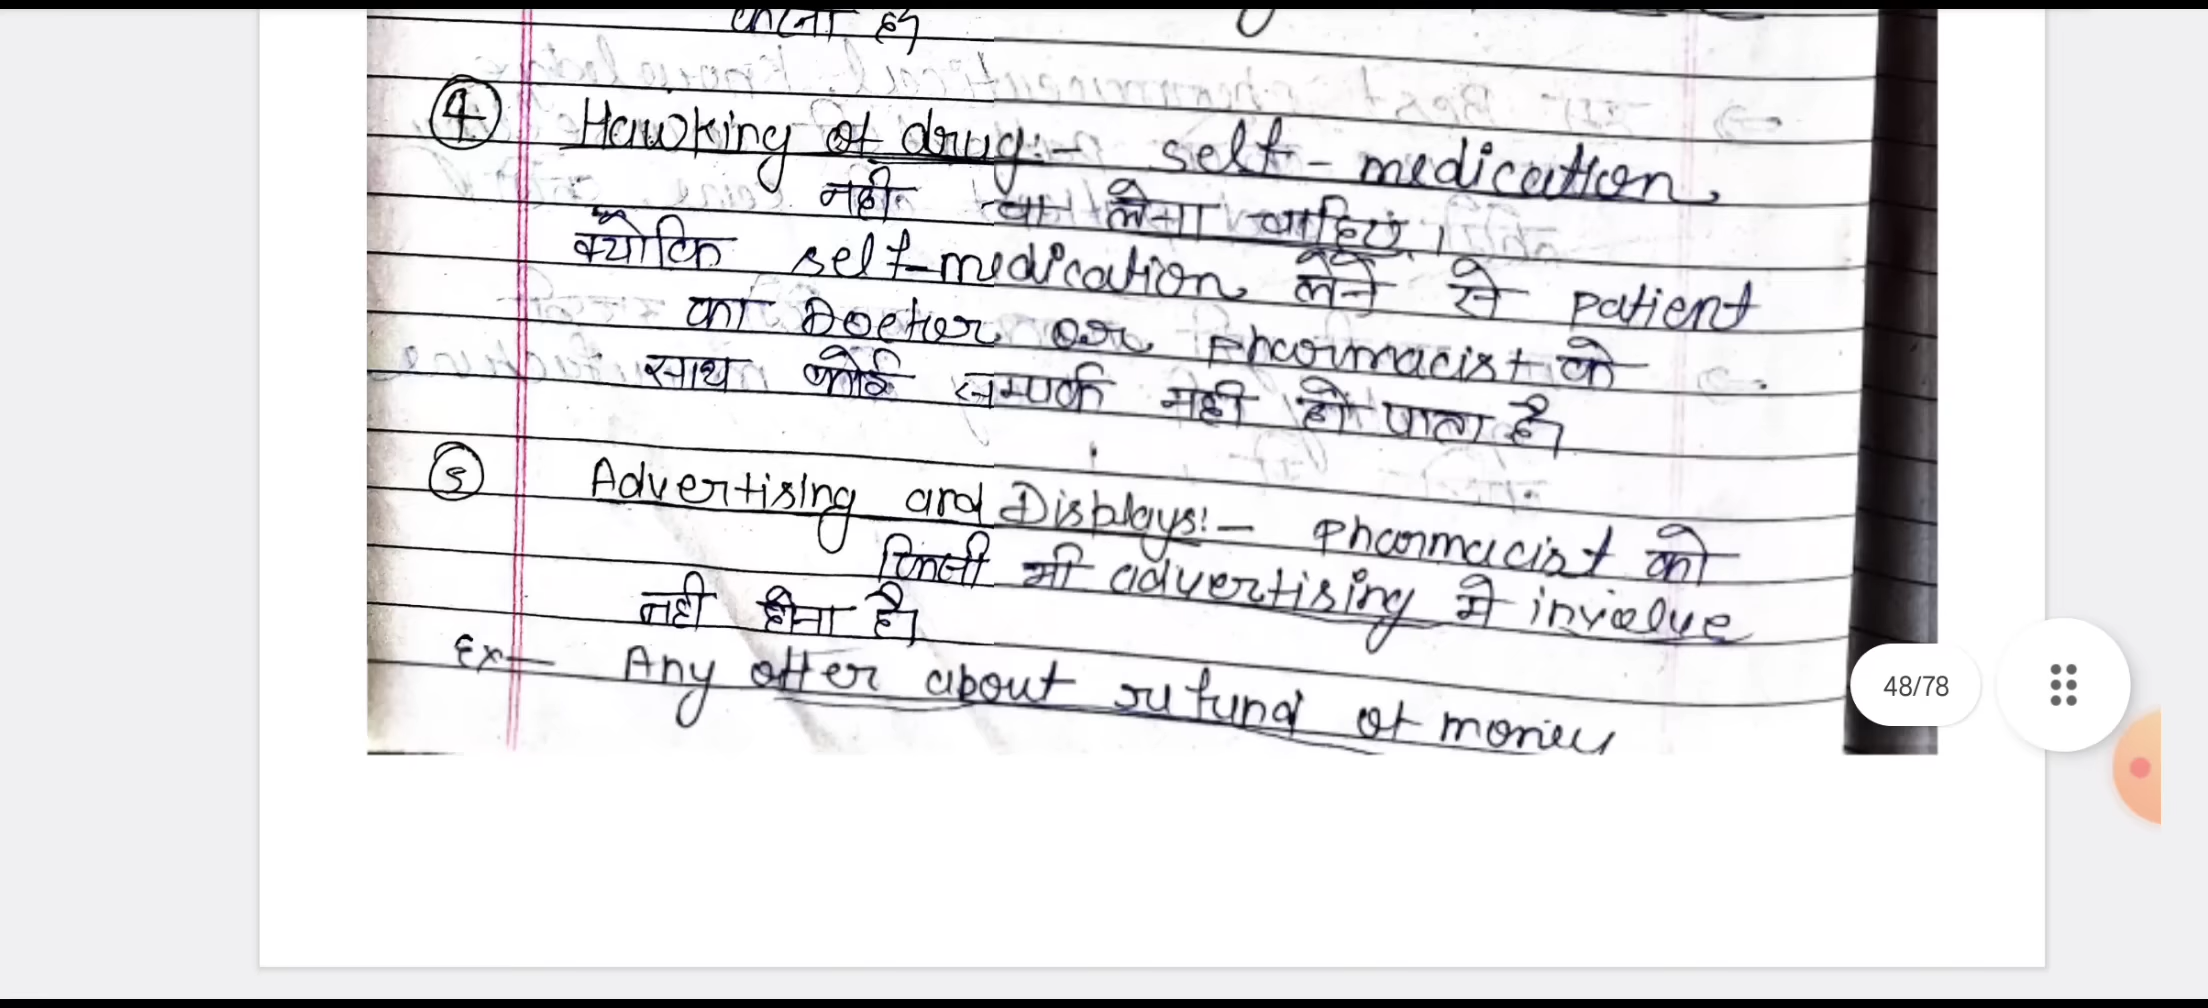 करना है।
④ Hawking of drug:- self-medication
नही लेना चाहिए।
क्योकि self-medication लेने से patient
का Doctor or Pharmacist के
साथ कोई सम्पर्क नही हो पाता है।
⑤ Advertising and Displays:- Pharmacist को
किसी भी advertising मे involve
नही होना है।
Ex- Any offer about refund of money
48/78